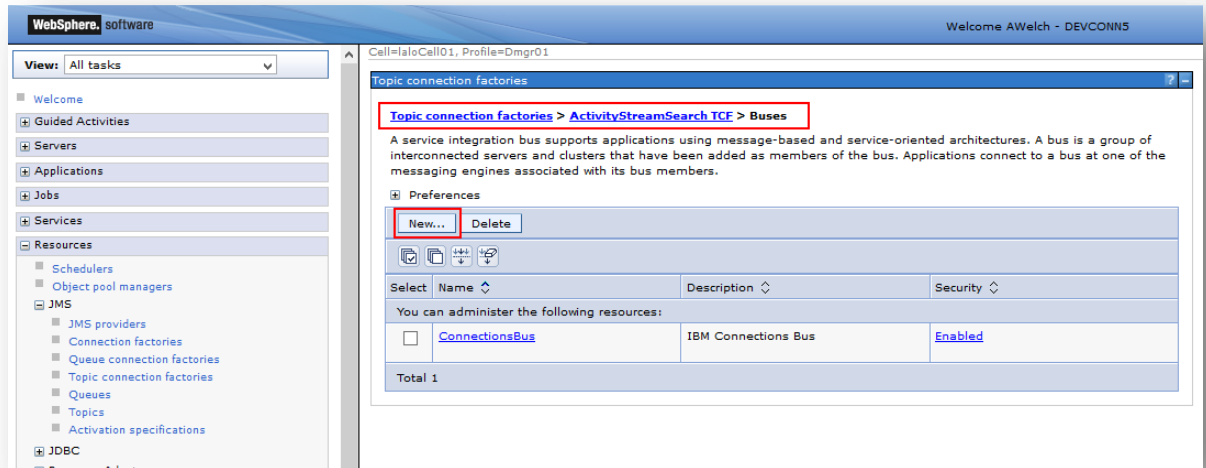 WebSphere. software
Welcome AWelch - DEVCONN5
View: All tasks
Welcome
Guided Activities
Servers
Applications
Jobs
Services
Resources
Schedulers
Object pool managers
JMS
JMS providers
Connection factories
Queue connection factories
Topic connection factories
Queues
Topics
Activation specifications
JDBC
Cell=laloCell01, Profile=Dmgr01
Topic connection factories ? -
Topic connection factories > ActivityStreamSearch TCF > Buses
A service integration bus supports applications using message-based and service-oriented architectures. A bus is a group of
interconnected servers and clusters that have been added as members of the bus. Applications connect to a bus at one of the
messaging engines associated with its bus members.
Preferences
New... Delete
Select Name Description Security
You can administer the following resources:
ConnectionsBus IBM Connections Bus Enabled
Total 1